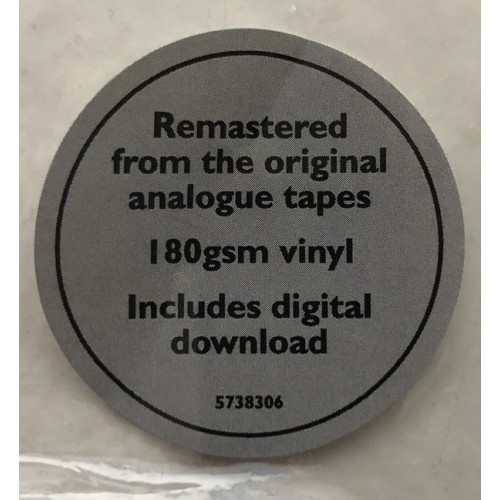 Remastered
from the original
analogue tapes
180gsm vinyl
Includes digital
download
5738306